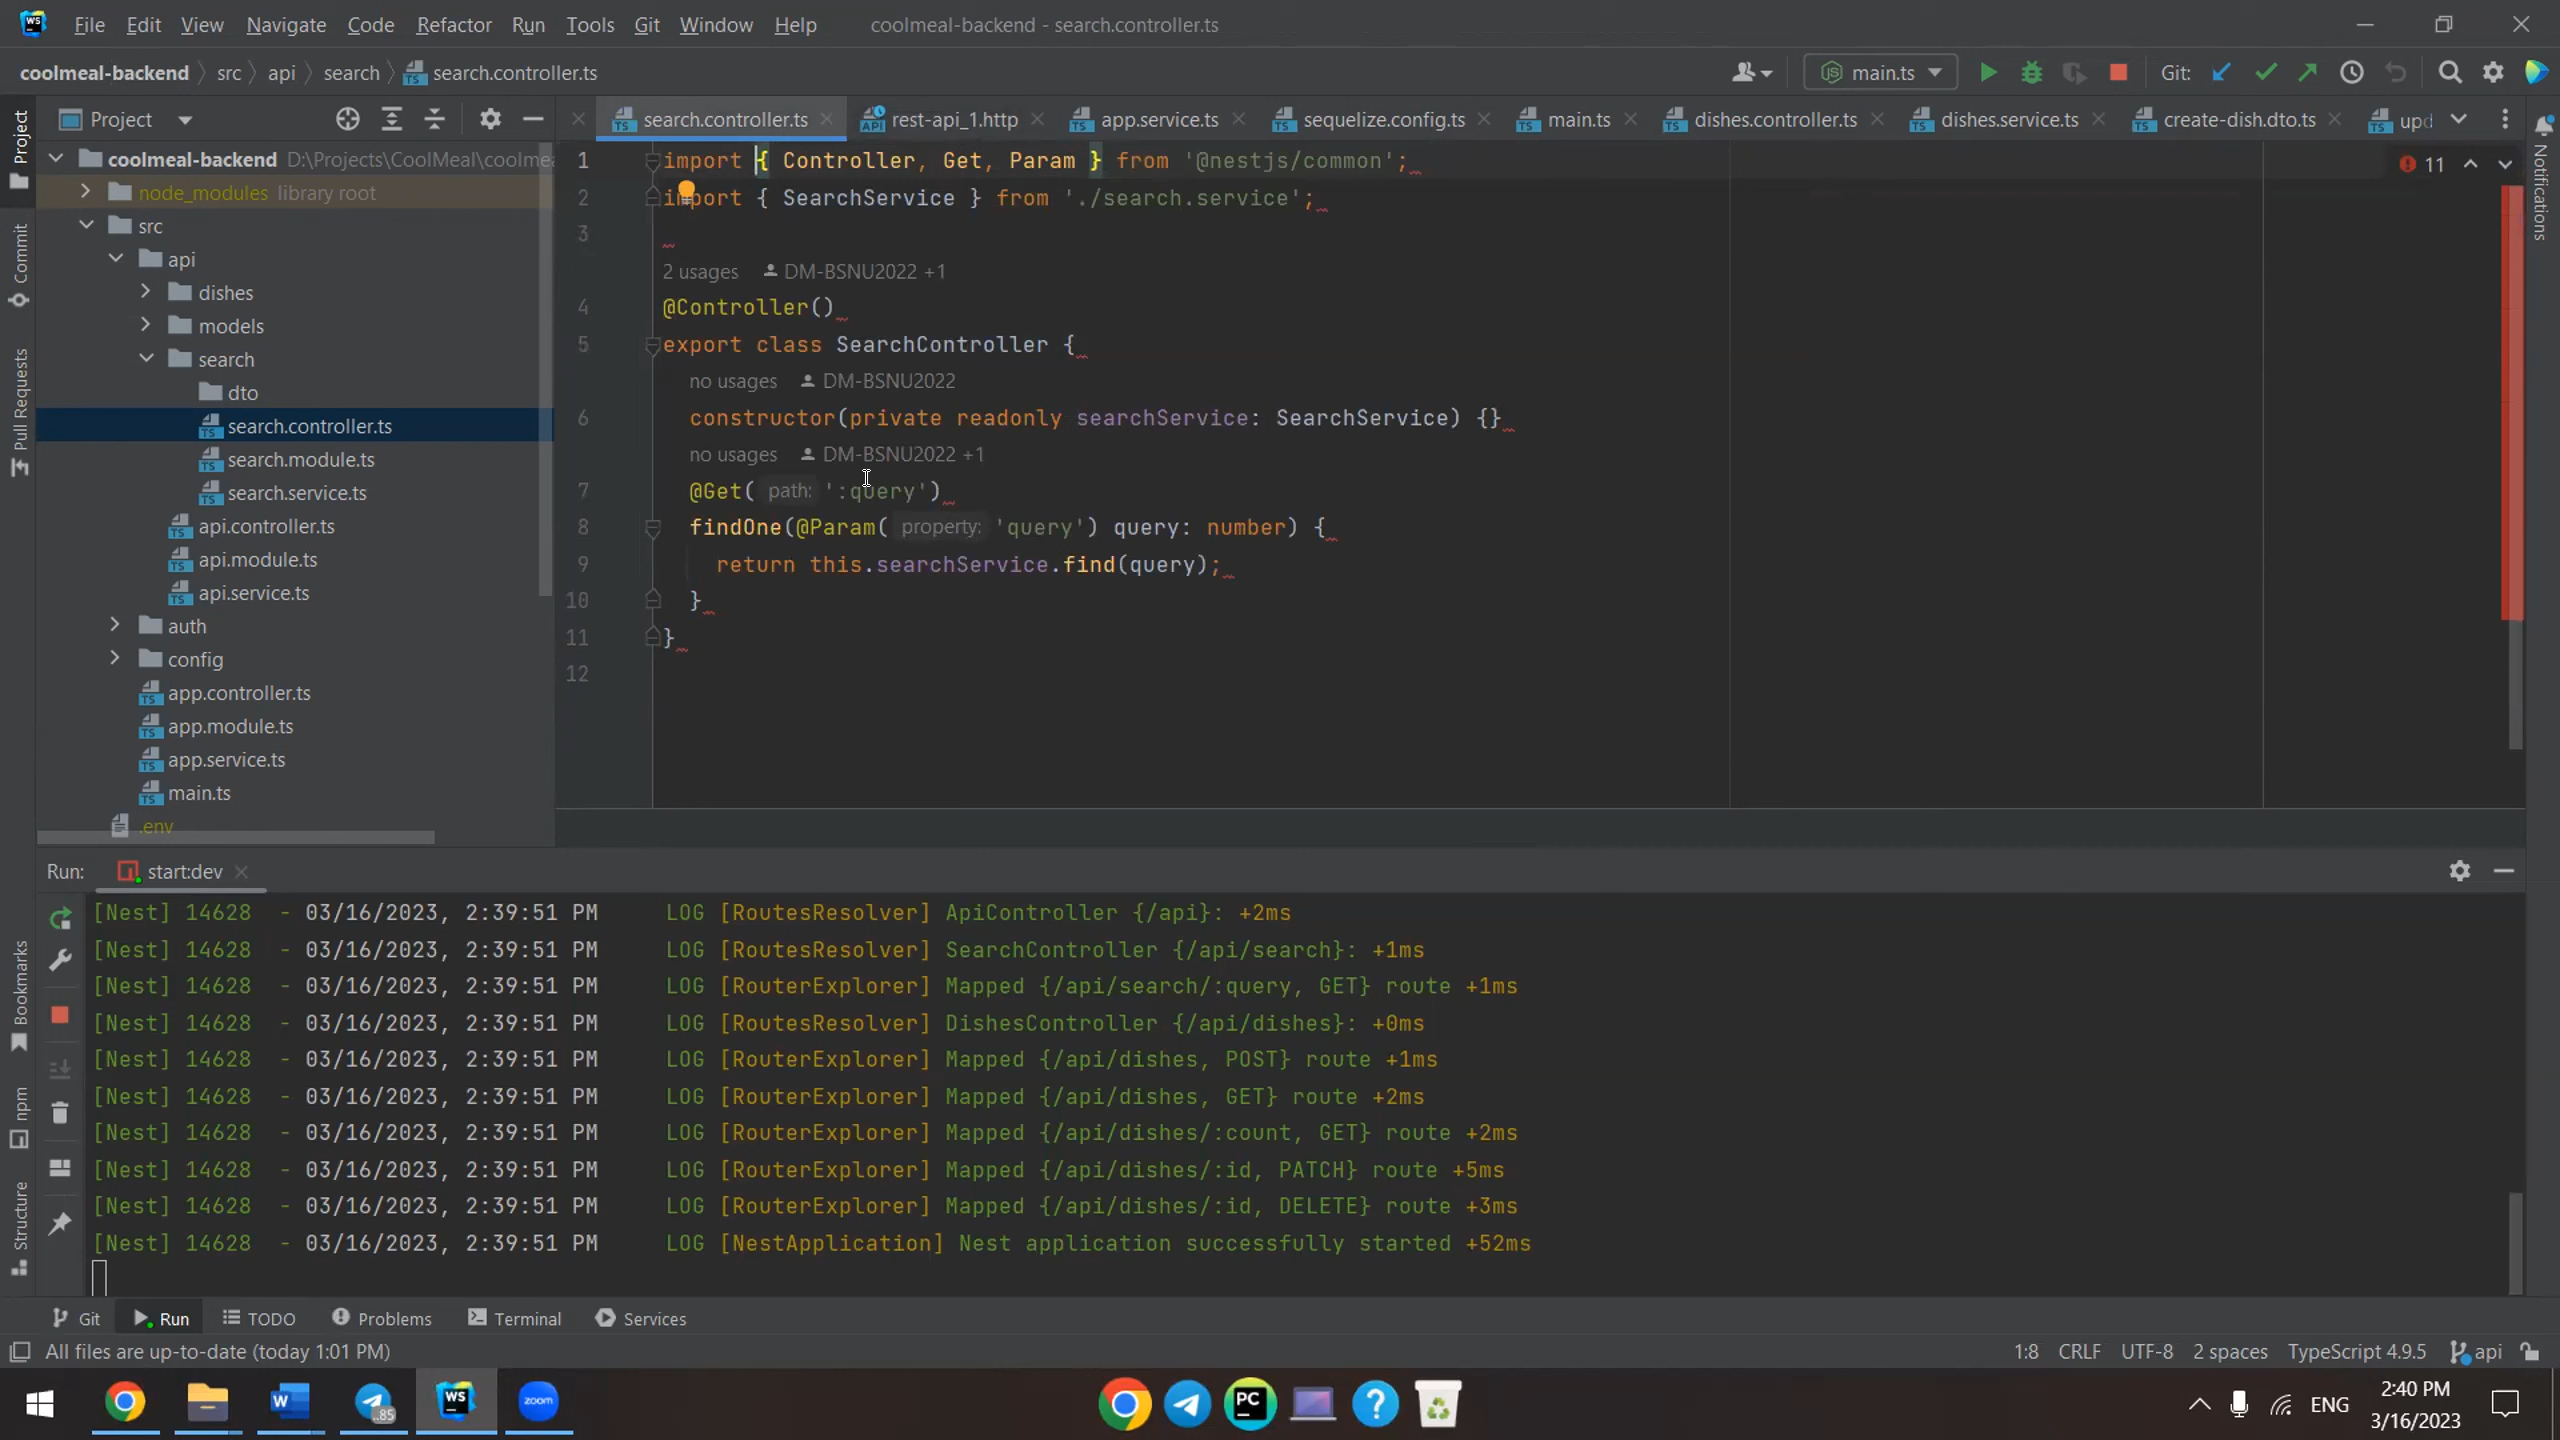 File Edit View Navigate Code Refactor Run Tools Git Window Help coolmeal-backend - search.controller.ts
coolmeal-backend src api search search.controller.ts main.ts Git:
Project search.controller.ts rest-api_1.http app.service.ts sequelize.config.ts main.ts dishes.controller.ts dishes.service.ts create-dish.dto.ts upd
Project
Commit
Pull Requests
Bookmarks
npm
Structure
Notifications
coolmeal-backend D:\Projects\CoolMeal\coolme
node_modules library root
src
api
dishes
models
search
dto
search.controller.ts
search.module.ts
search.service.ts
api.controller.ts
api.module.ts
api.service.ts
auth
config
app.controller.ts
app.module.ts
app.service.ts
main.ts
.env
11
1 import { Controller, Get, Param } from '@nestjs/common';
2 import { SearchService } from './search.service';
3
2 usages DM-BSNU2022 +1
4 @Controller()
5 export class SearchController {
no usages DM-BSNU2022
6 constructor(private readonly searchService: SearchService) {}
no usages DM-BSNU2022 +1
7 @Get( path: ':query')
8 findOne(@Param( property: 'query') query: number) {
9 return this.searchService.find(query);
10 }
11 }
12
Run: start:dev
[Nest] 14628 - 03/16/2023, 2:39:51 PM LOG [RoutesResolver] ApiController {/api}: +2ms
[Nest] 14628 - 03/16/2023, 2:39:51 PM LOG [RoutesResolver] SearchController {/api/search}: +1ms
[Nest] 14628 - 03/16/2023, 2:39:51 PM LOG [RouterExplorer] Mapped {/api/search/:query, GET} route +1ms
[Nest] 14628 - 03/16/2023, 2:39:51 PM LOG [RoutesResolver] DishesController {/api/dishes}: +0ms
[Nest] 14628 - 03/16/2023, 2:39:51 PM LOG [RouterExplorer] Mapped {/api/dishes, POST} route +1ms
[Nest] 14628 - 03/16/2023, 2:39:51 PM LOG [RouterExplorer] Mapped {/api/dishes, GET} route +2ms
[Nest] 14628 - 03/16/2023, 2:39:51 PM LOG [RouterExplorer] Mapped {/api/dishes/:count, GET} route +2ms
[Nest] 14628 - 03/16/2023, 2:39:51 PM LOG [RouterExplorer] Mapped {/api/dishes/:id, PATCH} route +5ms
[Nest] 14628 - 03/16/2023, 2:39:51 PM LOG [RouterExplorer] Mapped {/api/dishes/:id, DELETE} route +3ms
[Nest] 14628 - 03/16/2023, 2:39:51 PM LOG [NestApplication] Nest application successfully started +52ms
Git Run TODO Problems Terminal Services
All files are up-to-date (today 1:01 PM) 1:8 CRLF UTF-8 2 spaces TypeScript 4.9.5 api
W ..85 WS zoom PC ? ENG 2:40 PM
3/16/2023